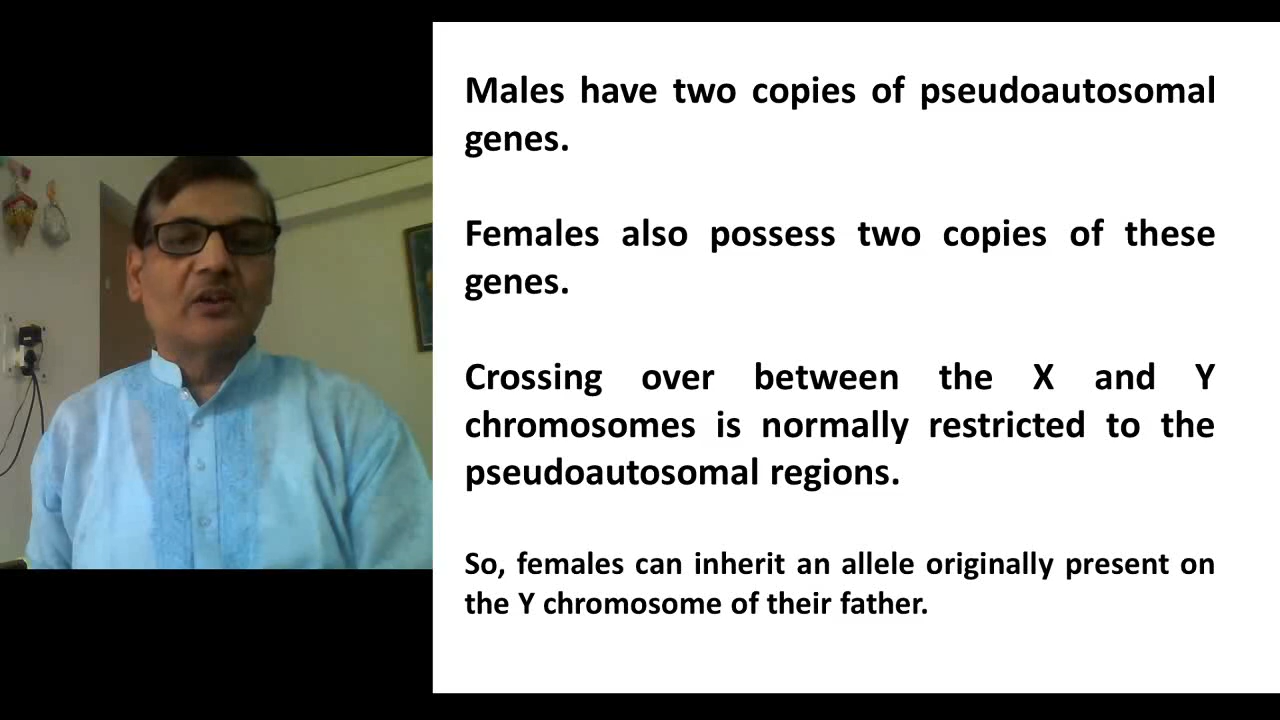 Males have two copies of pseudoautosomal
genes.
Females also possess two copies of these
genes.
Crossing over between the X and Y
chromosomes is normally restricted to the
pseudoautosomal regions.
So, females can inherit an allele originally present on
the Y chromosome of their father.